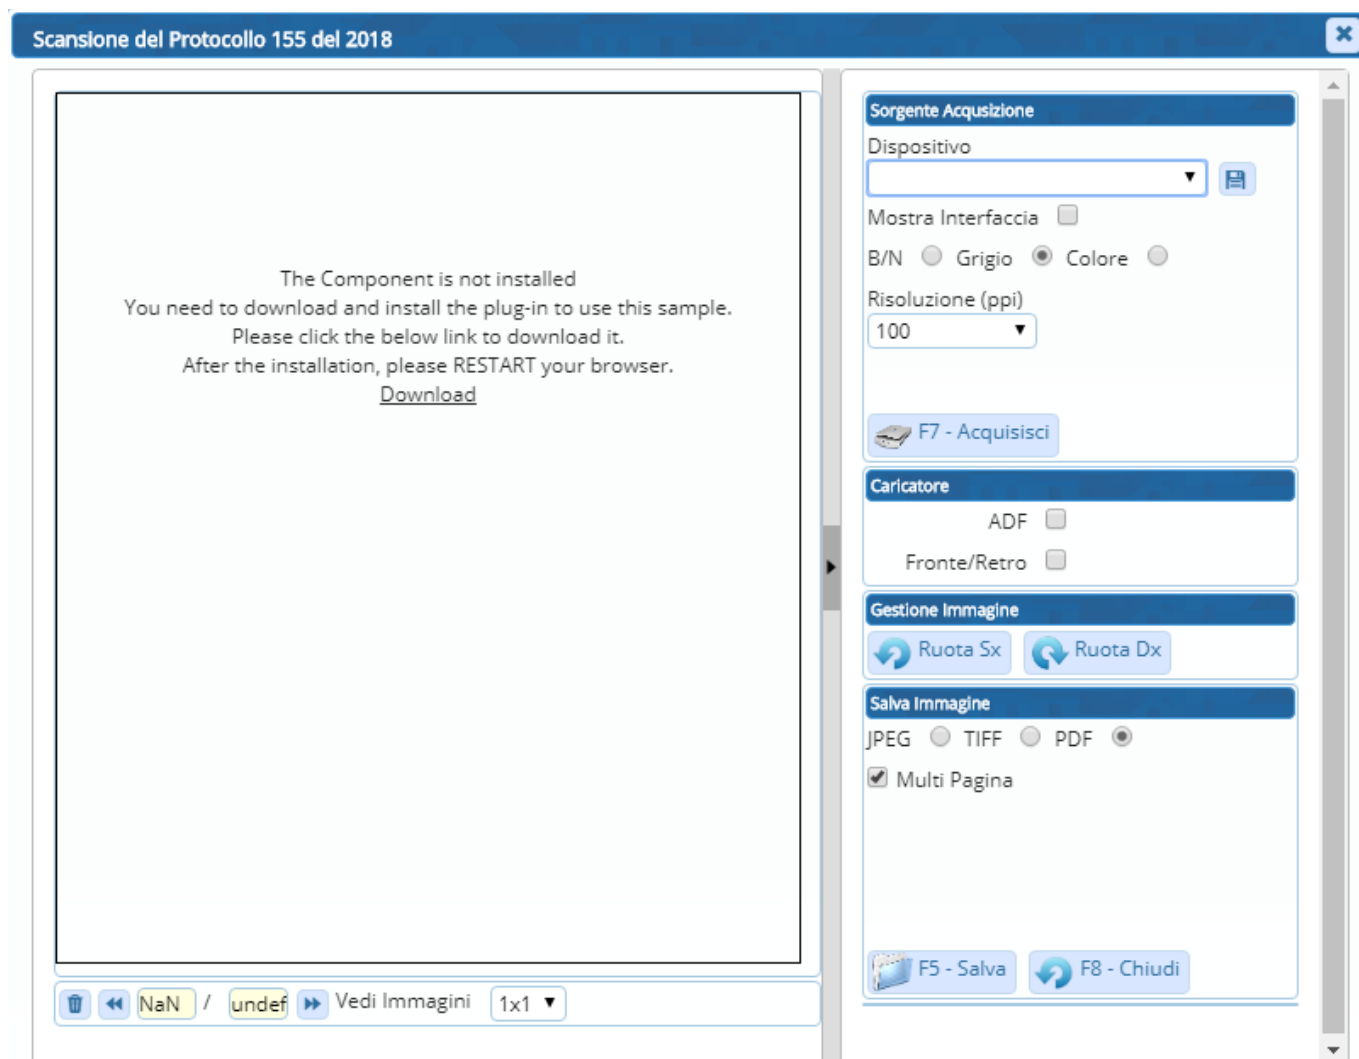 Scansione del Protocollo 155 del 2018
The Component is not installed
You need to download and install the plug-in to use this sample.
Please click the below link to download it.
After the installation, please RESTART your browser.
Download
NaN / undef Vedi Immagini 1x1
Sorgente Acqusizione
Dispositivo
Mostra Interfaccia
B/N Grigio Colore
Risoluzione (ppi)
100
F7 - Acquisisci
Caricatore
ADF
Fronte/Retro
Gestione Immagine
Ruota Sx Ruota Dx
Salva Immagine
JPEG TIFF PDF
Multi Pagina
F5 - Salva F8 - Chiudi